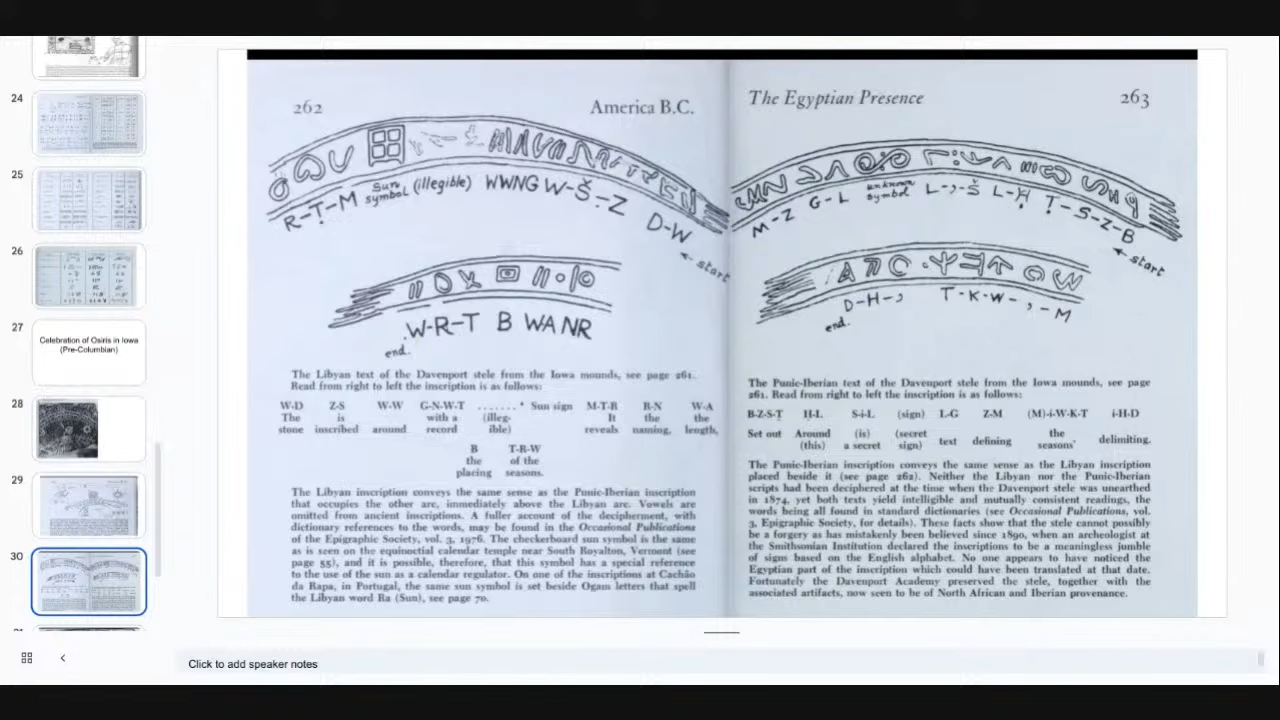 24
25
26
27
Celebration of Osiris in Iowa
(Pre-Columbian)
28
29
30
262
America B.C.
R-Ṭ-M
Sun symbol
(illegible)
WWNG W-Š.-Z
D-W
← start
.W-R-T B WA NR
end.
The Libyan text of the Davenport stele from the Iowa mounds, see page 261.
Read from right to left the inscription is as follows:
W-D Z-S W-W G-N-W-T .......* Sun sign M-T-R R-N W-A
The is with a (illeg- It the the
stone inscribed around record ible) reveals naming, length,
B T-R-W
the of the
placing seasons.
The Libyan inscription conveys the same sense as the Punic-Iberian inscription
that occupies the other arc, immediately above the Libyan are. Vowels are
omitted from ancient inscriptions. A fuller account of the decipherment, with
dictionary references to the words, may be found in the Occasional Publications
of the Epigraphic Society, vol. 3, 1976. The checkerboard sun symbol is the same
as is seen on the equinoctial calendar temple near South Royalton, Vermont (see
page 55), and it is possible, therefore, that this symbol has a special reference
to the use of the sun as a calendar regulator. On one of the inscriptions at Cachão
da Rapa, in Portugal, the same sun symbol is set beside Ogam letters that spell
the Libyan word Ra (Sun), see page 70.
The Egyptian Presence
263
M-Z G-L unknown symbol L-,-Š L-Ḥ Ṭ-S-Z-B
← start
D-H-, T-K-W-,-M
end.
The Punic-Iberian text of the Davenport stele from the Iowa mounds, see page
261. Read from right to left the inscription is as follows:
B-Z-S-Ṭ H-L S-i-L (sign) L-G Z-M (M)-i-W-K-T i-H-D
Set out Around (is) (secret text defining the delimiting.
(this) a secret sign) seasons'
The Punic-Iberian inscription conveys the same sense as the Libyan inscription
placed beside it (see page 262). Neither the Libyan nor the Punic-Iberian
scripts had been deciphered at the time when the Davenport stele was unearthed
in 1874, yet both texts yield intelligible and mutually consistent readings, the
words being all found in standard dictionaries (see Occasional Publications, vol.
3, Epigraphic Society, for details). These facts show that the stele cannot possibly
be a forgery as has mistakenly been believed since 1890, when an archeologist at
the Smithsonian Institution declared the inscriptions to be a meaningless jumble
of signs based on the English alphabet. No one appears to have noticed the
Egyptian part of the inscription which could have been translated at that date.
Fortunately the Davenport Academy preserved the stele, together with the
associated artifacts, now seen to be of North African and Iberian provenance.
Click to add speaker notes